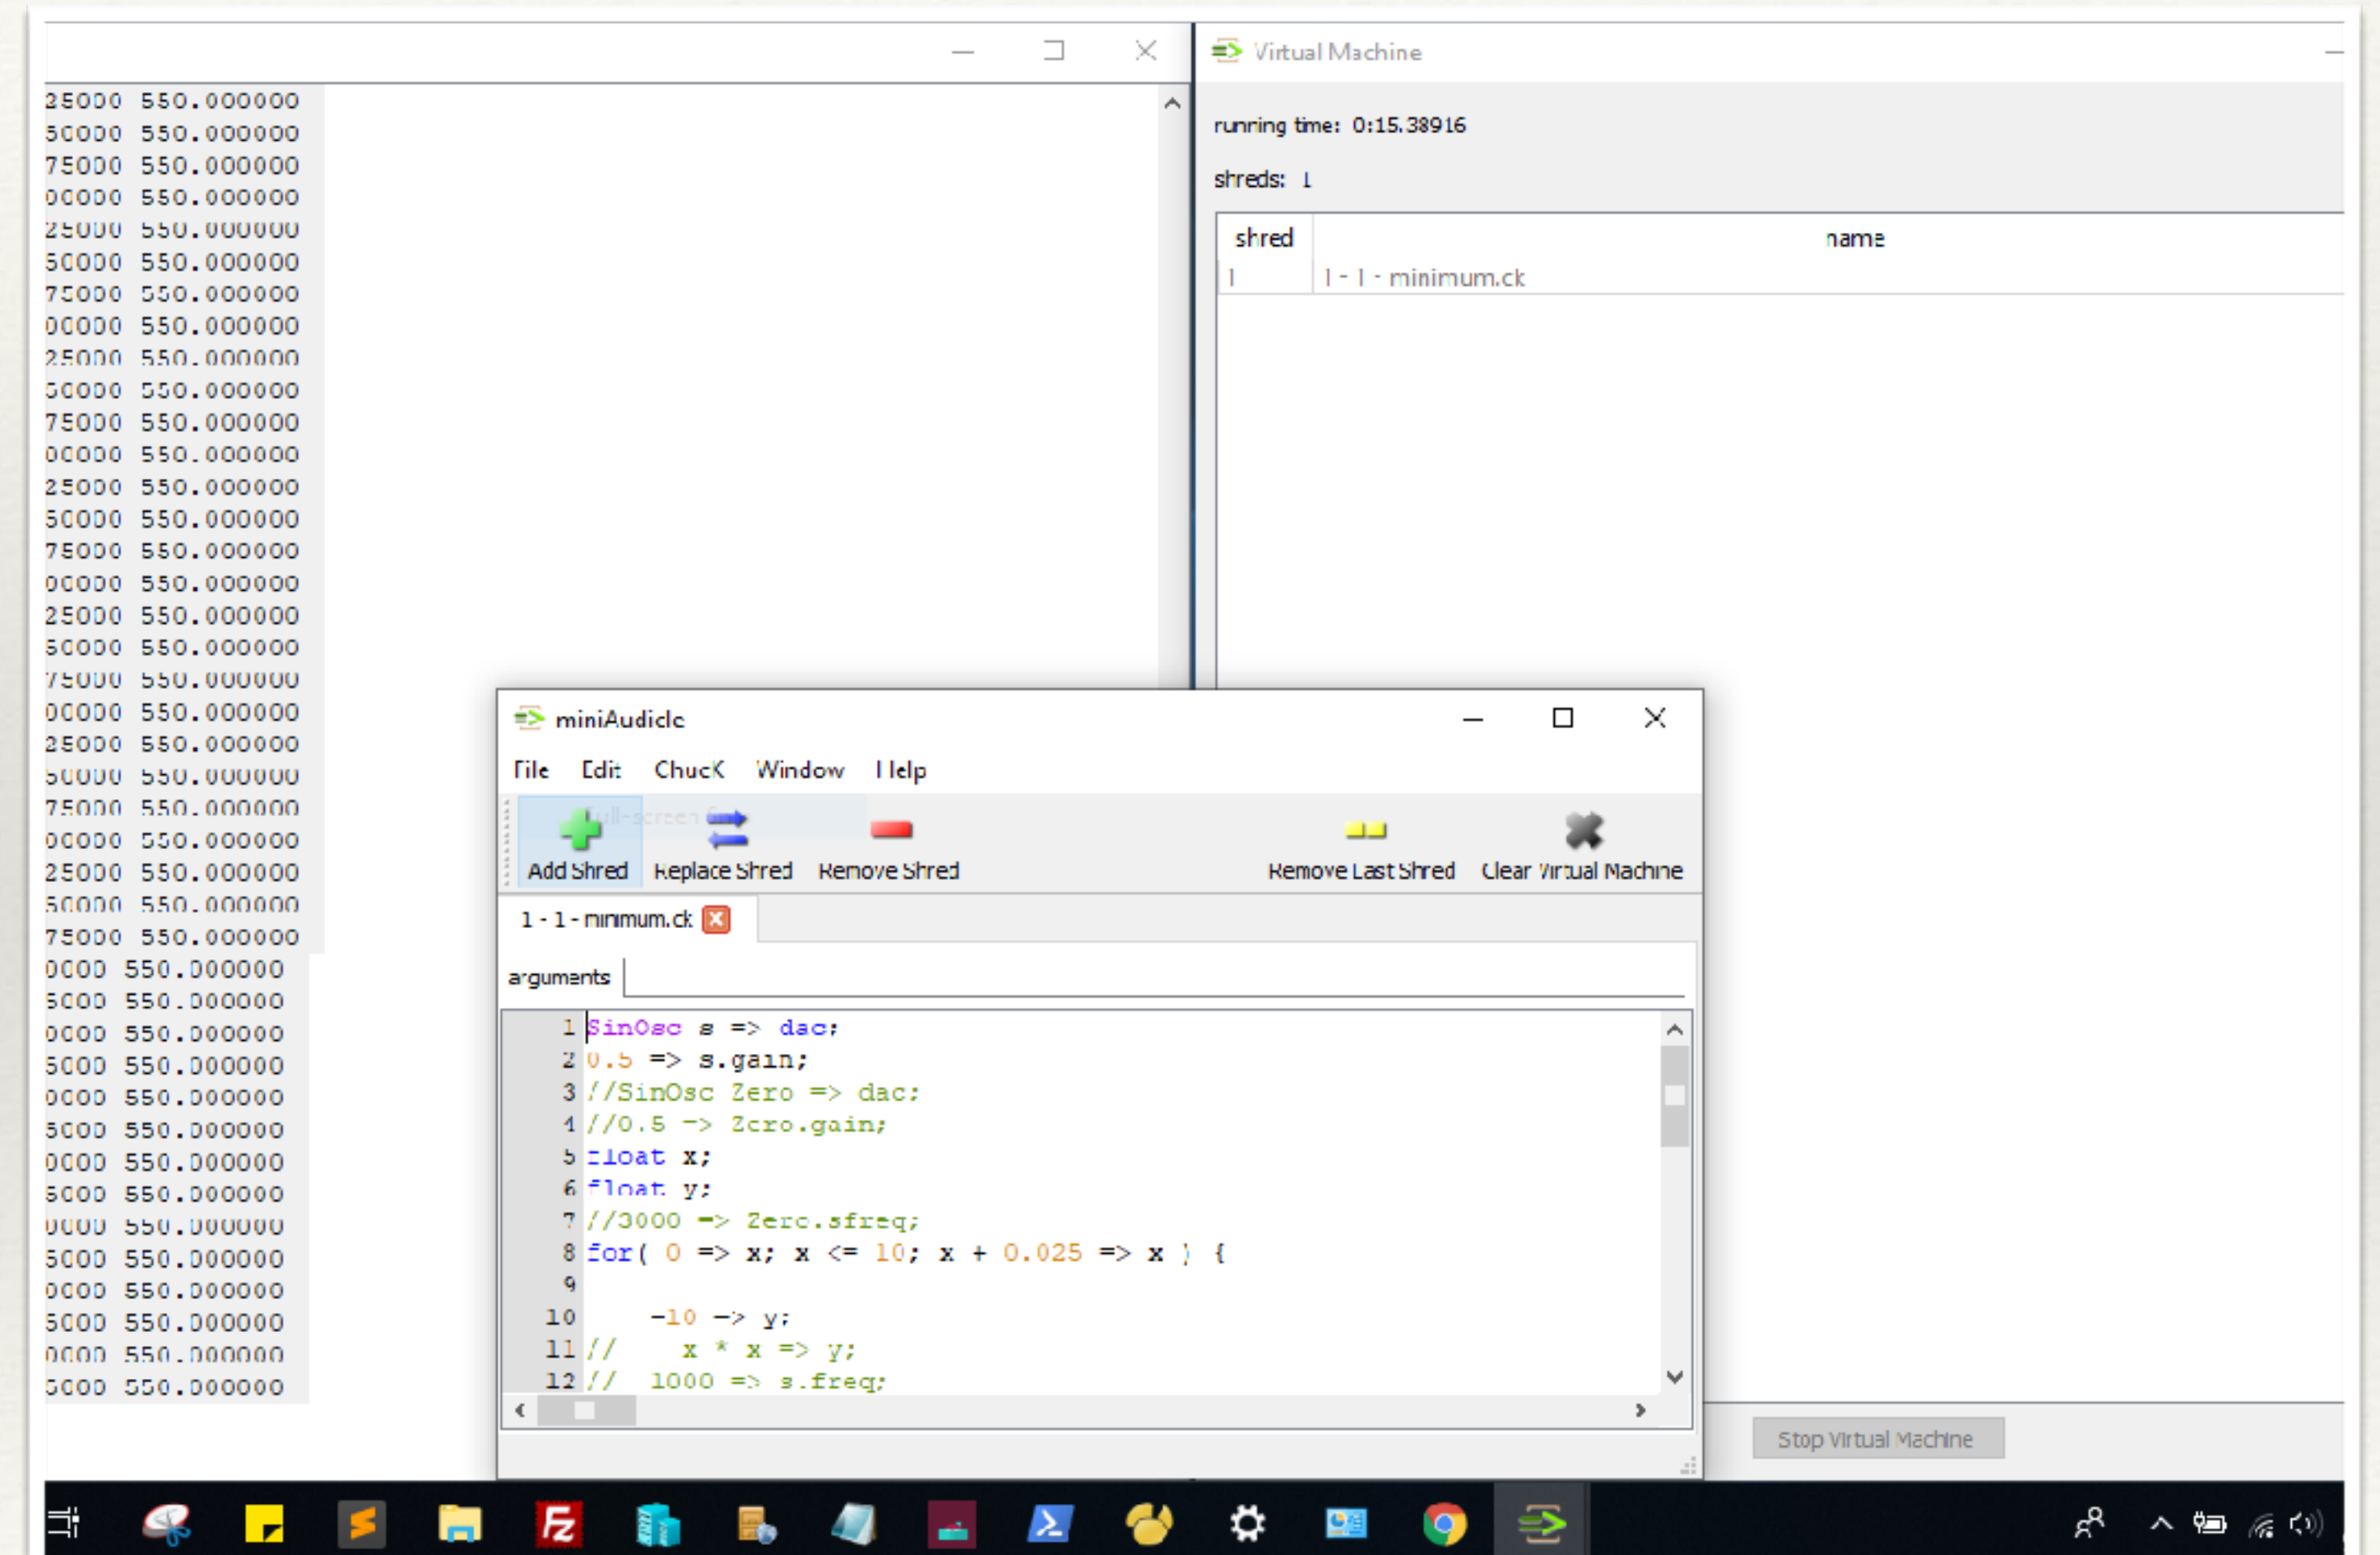 25000 550.000000
50000 550.000000
75000 550.000000
00000 550.000000
25000 550.000000
50000 550.000000
75000 550.000000
00000 550.000000
25000 550.000000
50000 550.000000
75000 550.000000
00000 550.000000
25000 550.000000
50000 550.000000
75000 550.000000
00000 550.000000
25000 550.000000
50000 550.000000
75000 550.000000
00000 550.000000
25000 550.000000
50000 550.000000
75000 550.000000
00000 550.000000
25000 550.000000
50000 550.000000
75000 550.000000
0000 550.000000
5000 550.000000
0000 550.000000
5000 550.000000
0000 550.000000
5000 550.000000
0000 550.000000
5000 550.000000
0000 550.000000
5000 550.000000
0000 550.000000
5000 550.000000
0000 550.000000
5000 550.000000
Virtual Machine
running time: 0:15.38916
shreds: 1
shred name
1 1 - 1 - minimum.ck
miniAudicle
File Edit ChucK Window Help
Add Shred Replace Shred Remove Shred Remove Last Shred Clear Virtual Machine
1 - 1 - minimum.ck
arguments
1 SinOsc s => dac;
2 0.5 => s.gain;
3 //SinOsc Zero => dac;
4 //0.5 => Zero.gain;
5 float x;
6 float y;
7 //3000 => Zero.sfreq;
8 for( 0 => x; x <= 10; x + 0.025 => x ) {
9
10 -10 => y;
11 // x * x => y;
12 // 1000 => s.freq;
Stop Virtual Machine